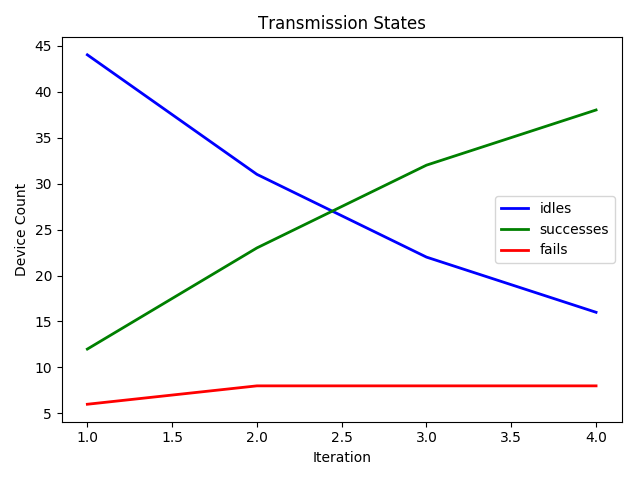 Transmission States
45
40
35
30
25
20
15
10
5
Device Count
idles
successes
fails
1.0 1.5 2.0 2.5 3.0 3.5 4.0
Iteration